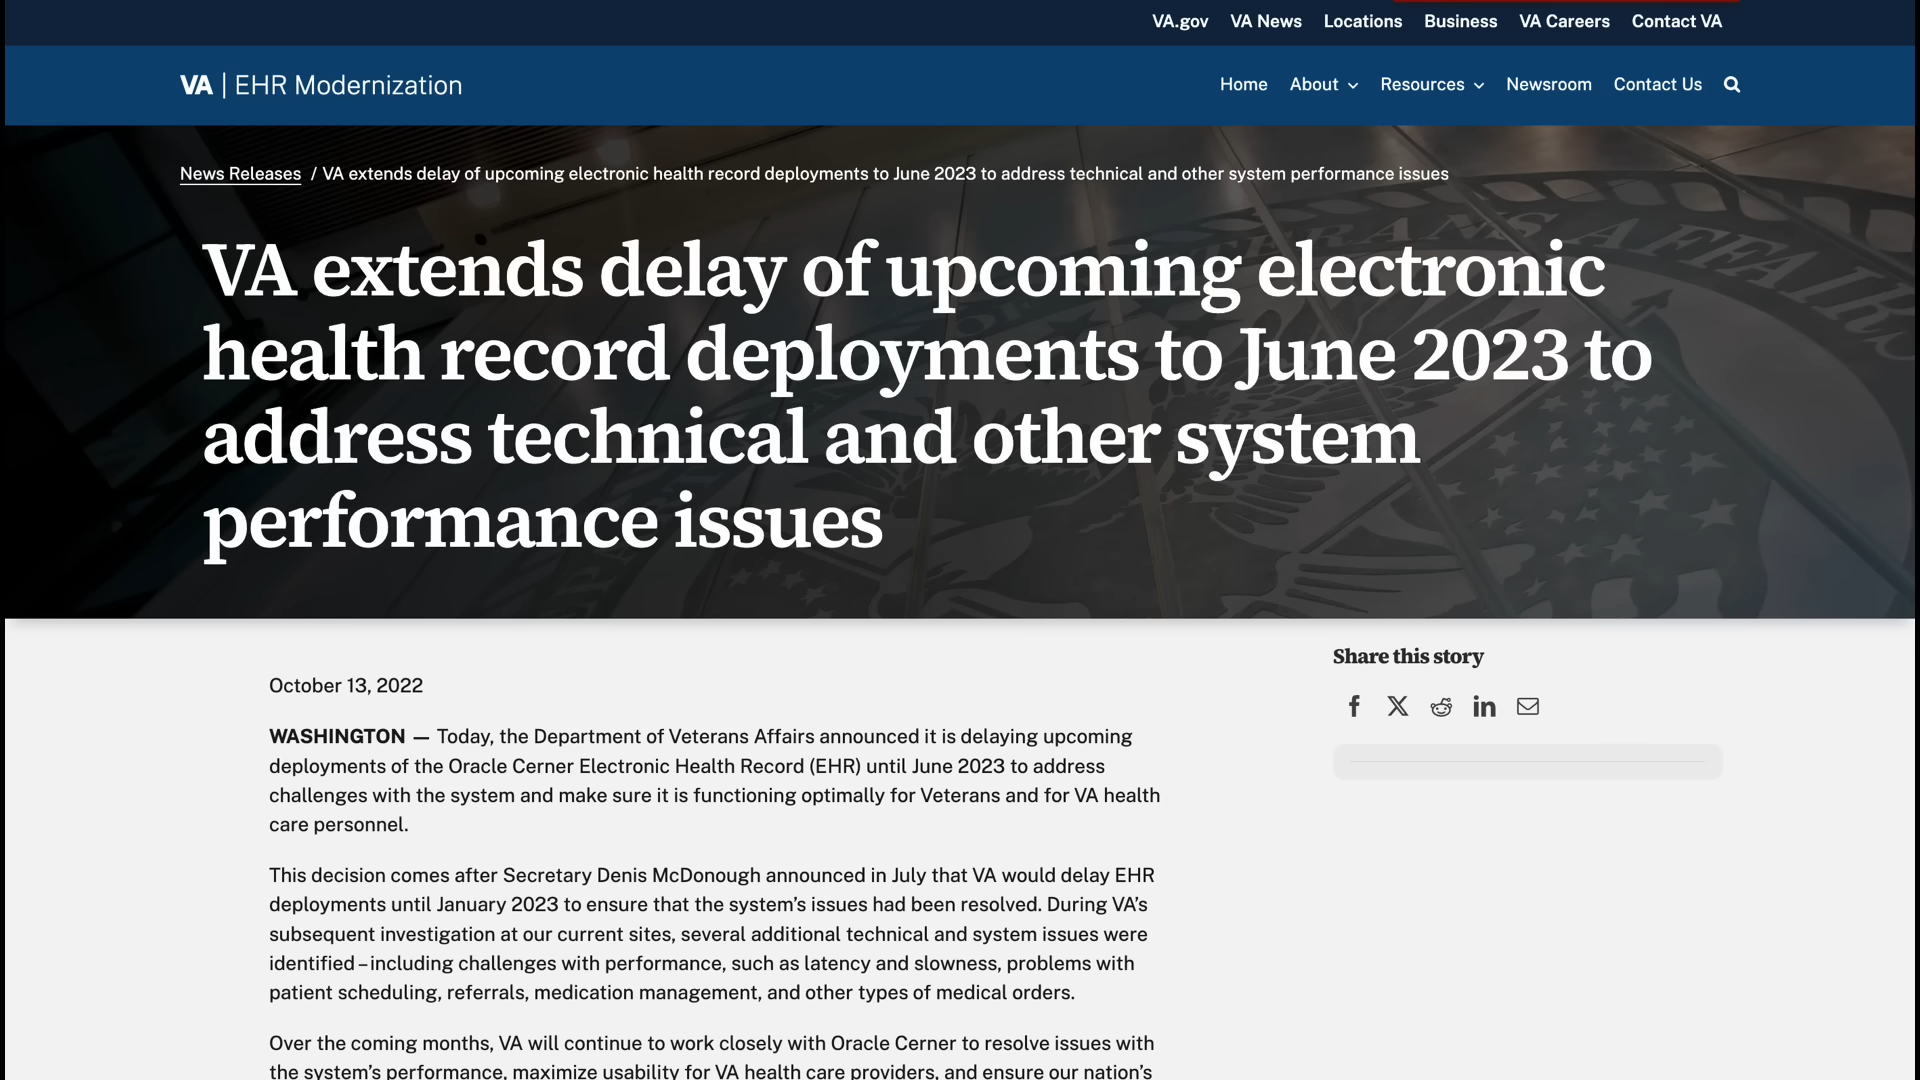 VA.gov VA News Locations Business VA Careers Contact VA
VA | EHR Modernization
Home About Resources Newsroom Contact Us
News Releases / VA extends delay of upcoming electronic health record deployments to June 2023 to address technical and other system performance issues
VA extends delay of upcoming electronic
health record deployments to June 2023 to
address technical and other system
performance issues
Share this story
October 13, 2022
WASHINGTON — Today, the Department of Veterans Affairs announced it is delaying upcoming
deployments of the Oracle Cerner Electronic Health Record (EHR) until June 2023 to address
challenges with the system and make sure it is functioning optimally for Veterans and for VA health
care personnel.
This decision comes after Secretary Denis McDonough announced in July that VA would delay EHR
deployments until January 2023 to ensure that the system’s issues had been resolved. During VA’s
subsequent investigation at our current sites, several additional technical and system issues were
identified – including challenges with performance, such as latency and slowness, problems with
patient scheduling, referrals, medication management, and other types of medical orders.
Over the coming months, VA will continue to work closely with Oracle Cerner to resolve issues with
the system’s performance, maximize usability for VA health care providers, and ensure our nation’s